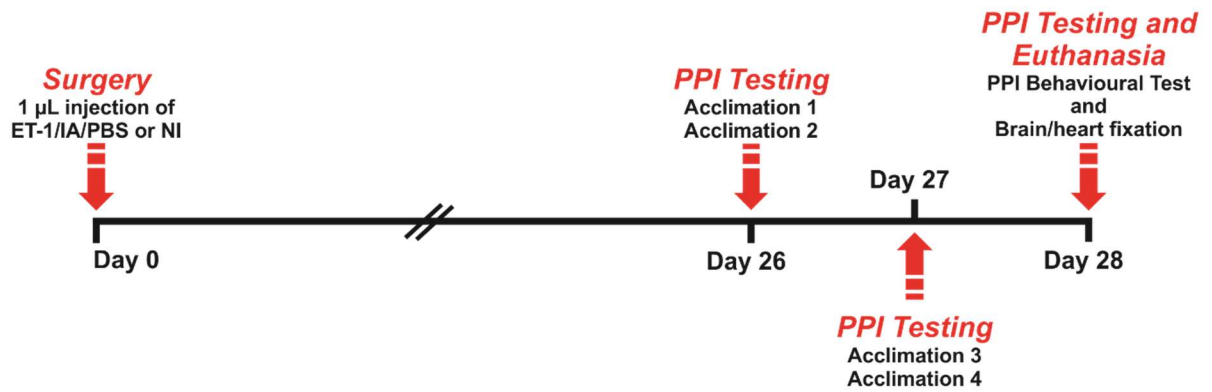 Surgery
1 µL injection of
ET-1/IA/PBS or NI
Day 0
PPI Testing
Acclimation 1
Acclimation 2
Day 26
Day 27
PPI Testing
Acclimation 3
Acclimation 4
PPI Testing and
Euthanasia
PPI Behavioural Test
and
Brain/heart fixation
Day 28